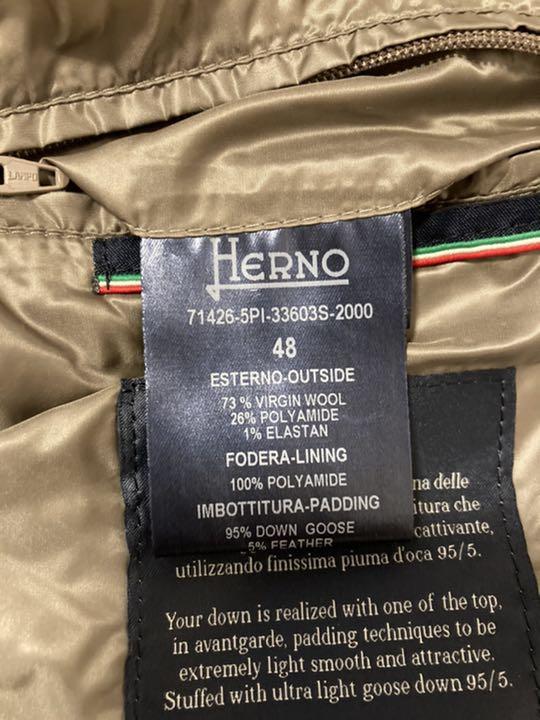 LAMPO
HERNO
71426-5PI-33603S-2000
48
ESTERNO-OUTSIDE
73 % VIRGIN WOOL
26% POLYAMIDE
1% ELASTAN
FODERA-LINING
100% POLYAMIDE
IMBOTTITURA-PADDING
95% DOWN GOOSE
5% FEATHER
delle
che
cattivante,
utilizzando finissima piuma d'oca 95/5.
Your down is realized with one of the top,
in avantgarde, padding techniques to be
extremely light smooth and attractive.
Stuffed with ultra light goose down 95/5.